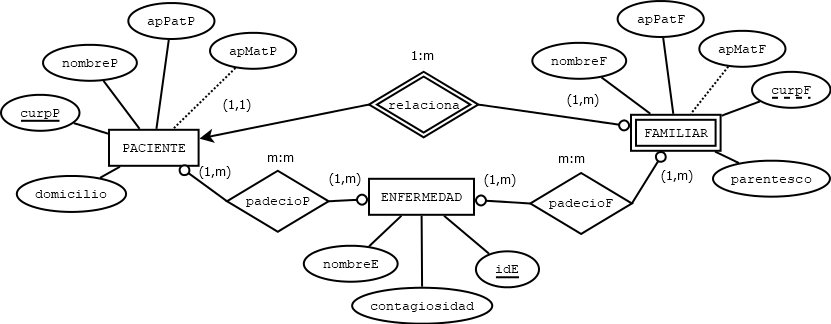 apPatP
apPatF
nombreP
apMatP
1:m
nombreF
apMatF
curpP
(1,1)
relaciona
(1,m)
curpF
PACIENTE
FAMILIAR
m:m
m:m
(1,m)
(1,m)
(1,m)
(1,m)
domicilio
padecioP
ENFERMEDAD
padecioF
parentesco
nombreE
idE
contagiosidad